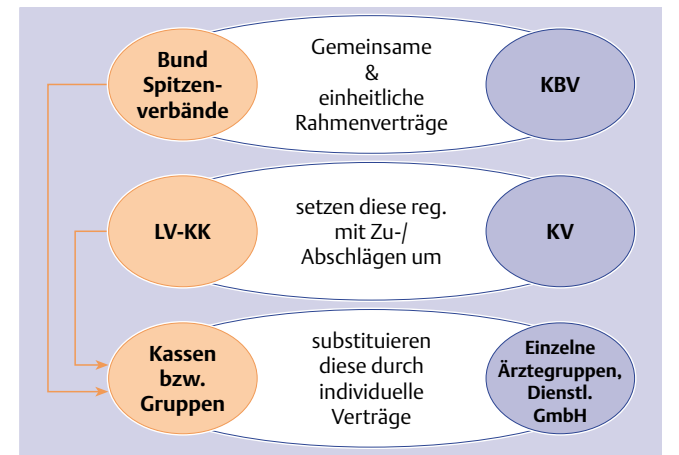 Bund
Spitzen-
verbände
Gemeinsame
&
einheitliche
Rahmenverträge
KBV
LV-KK
setzen diese reg.
mit Zu-/
Abschlägen um
KV
Kassen
bzw.
Gruppen
substituieren
diese durch
individuelle
Verträge
Einzelne
Ärztegruppen,
Dienstl.
GmbH